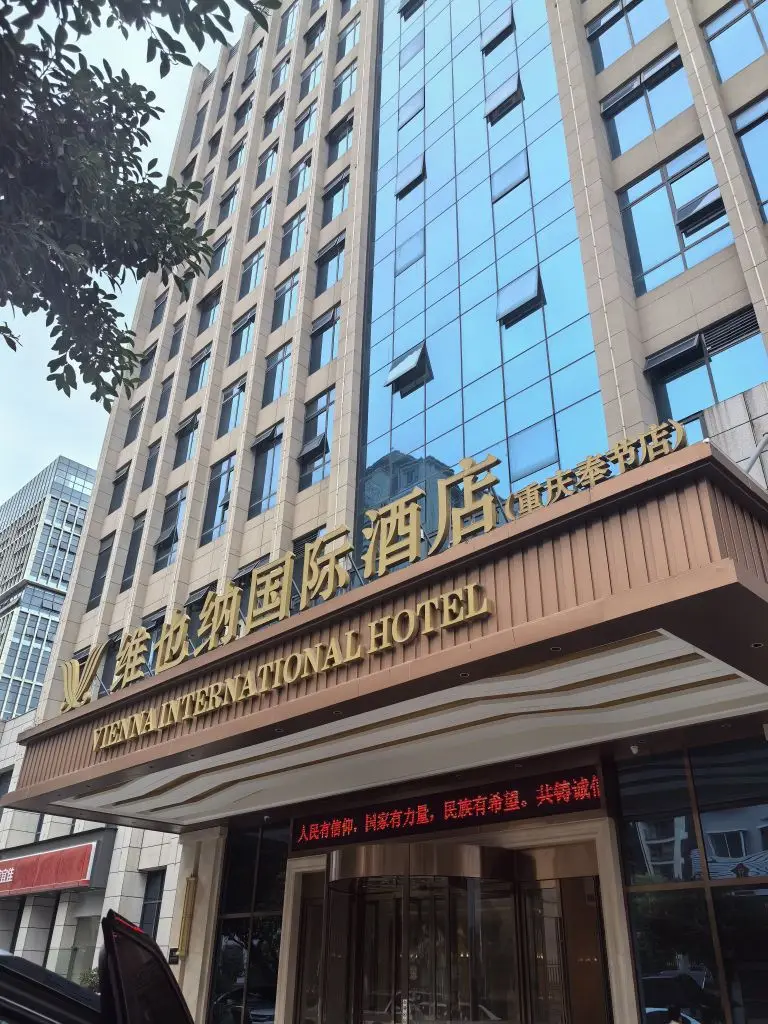 维也纳国际酒店(重庆奉节店)
VIENNA INTERNATIONAL HOTEL
人民有信仰，国家有力量，民族有希望。共铸诚信